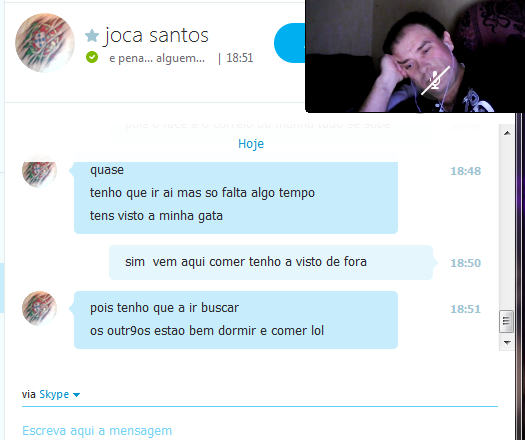 joca santos
e pena... alguem... | 18:51
Hoje
quase
18:48
tenho que ir ai mas so falta algo tempo
tens visto a minha gata
sim vem aqui comer tenho a visto de fora
18:50
pois tenho que a ir buscar
18:51
os outr9os estao bem dormir e comer lol
via Skype
Escreva aqui a mensagem